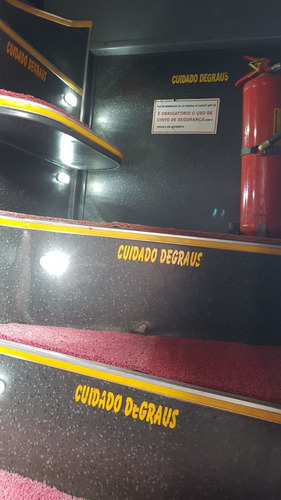 CUIDADO DEGRAUS
CUIDADO DEGRAUS
É OBRIGATÓRIO O USO DE
CINTO DE SEGURANÇA
CUIDADO DEGRAUS
CUIDADO DeGRAUS